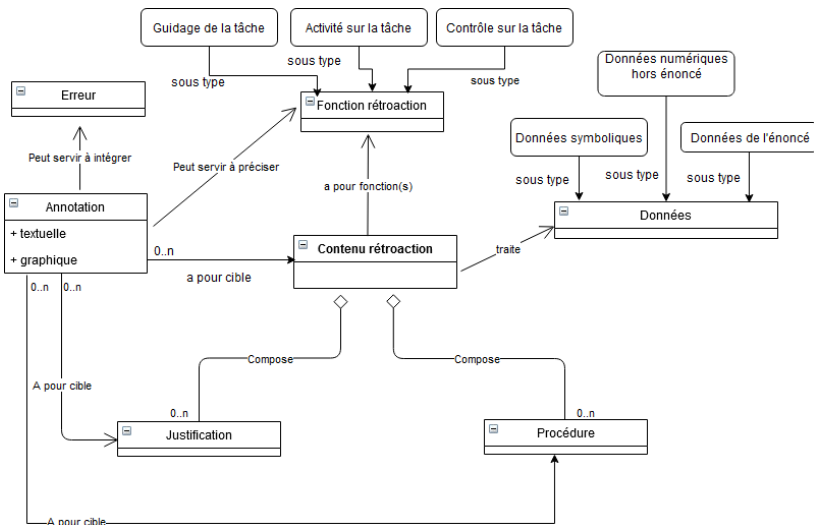 Guidage de la tâche
Activité sur la tâche
Contrôle sur la tâche
sous type
sous type
sous type
Données numériques
hors énoncé
Erreur
Fonction rétroaction
Peut servir à intégrer
Peut servir à préciser
Données symboliques
Données de l'énoncé
a pour fonction(s)
sous type
sous type
sous type
Annotation
+ textuelle
+ graphique
Données
0..n
a pour cible
Contenu rétroaction
traite
0..n
0..n
Compose
Compose
A pour cible
0..n
0..n
Justification
Procédure
A pour cible